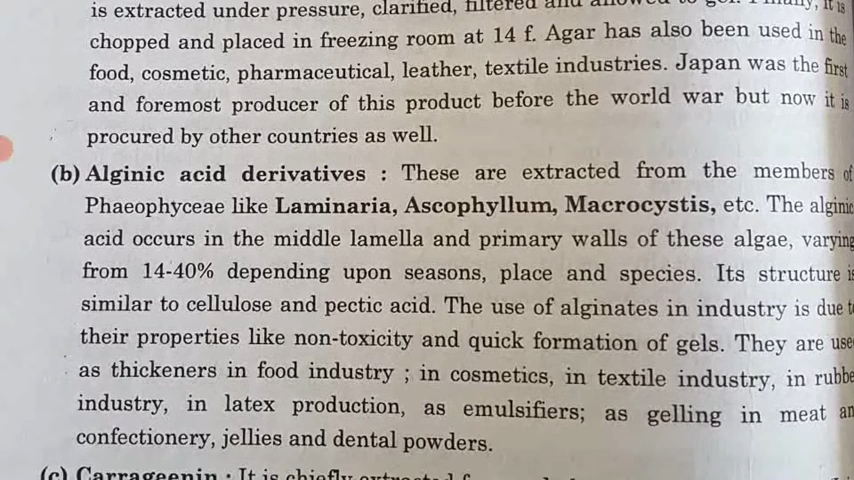 is extracted under pressure, clarified, filtered and allowed to gel. Finally, it is
chopped and placed in freezing room at 14 f. Agar has also been used in the
food, cosmetic, pharmaceutical, leather, textile industries. Japan was the first
and foremost producer of this product before the world war but now it is
procured by other countries as well.
(b) Alginic acid derivatives : These are extracted from the members of
Phaeophyceae like Laminaria, Ascophyllum, Macrocystis, etc. The alginic
acid occurs in the middle lamella and primary walls of these algae, varying
from 14-40% depending upon seasons, place and species. Its structure is
similar to cellulose and pectic acid. The use of alginates in industry is due to
their properties like non-toxicity and quick formation of gels. They are use
as thickeners in food industry ; in cosmetics, in textile industry, in rubbe
industry, in latex production, as emulsifiers; as gelling in meat an
confectionery, jellies and dental powders.
(c) Carrageenin : It is chiefly extracted